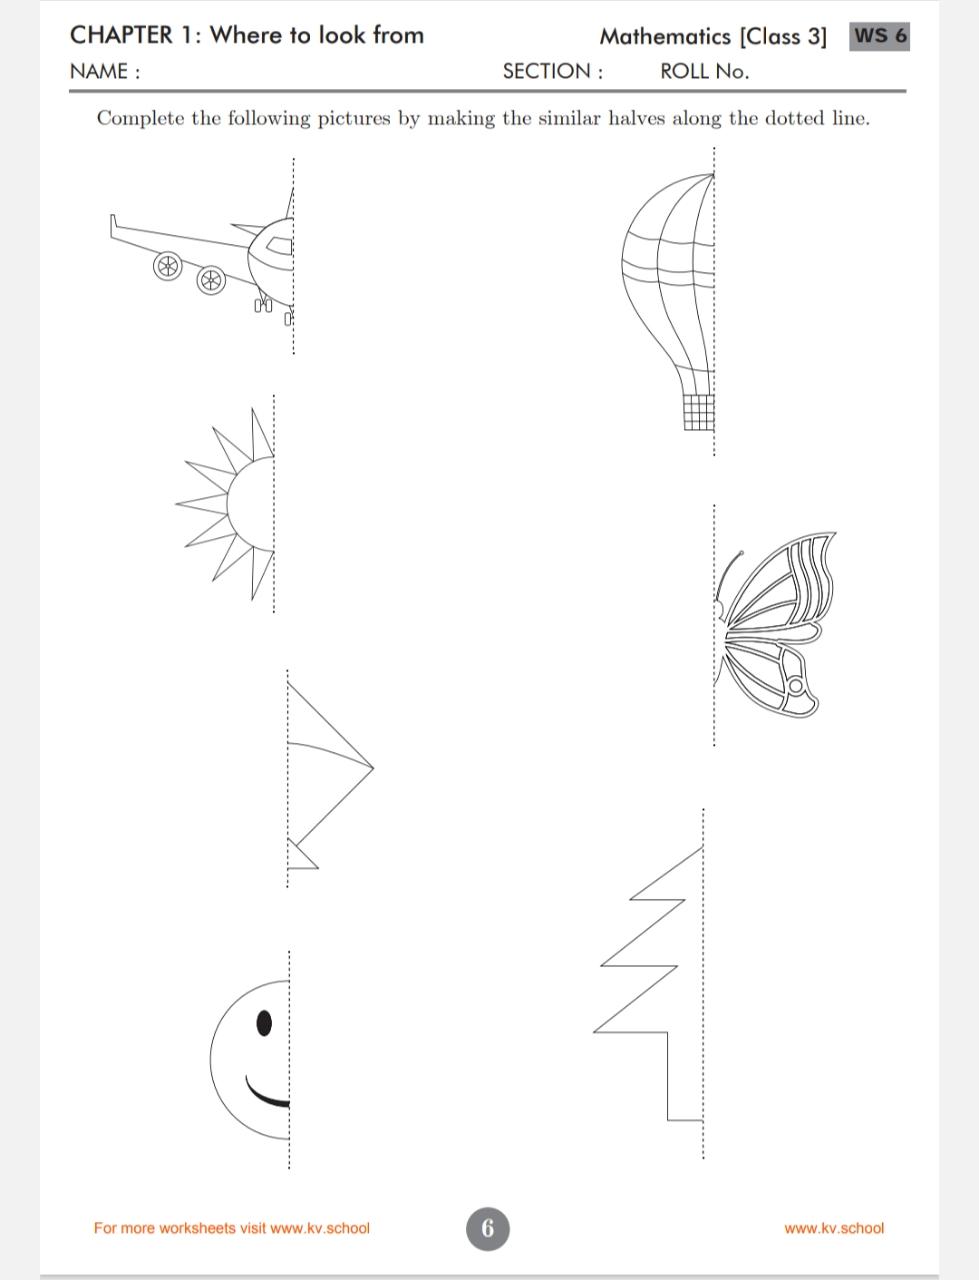 CHAPTER 1: Where to look from Mathematics [Class 3] WS 6
NAME : SECTION : ROLL No.
Complete the following pictures by making the similar halves along the dotted line.
For more worksheets visit www.kv.school 6 www.kv.school